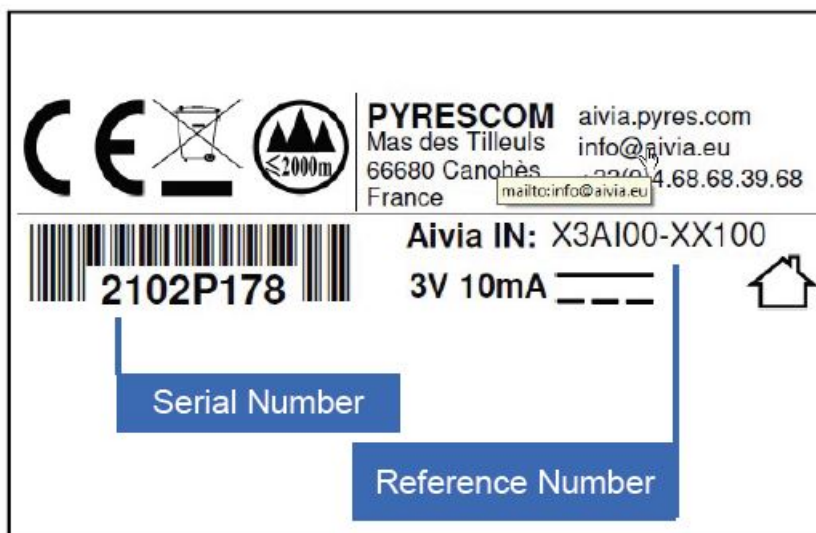 CE
≤2000m
PYRESCOM
Mas des Tilleuls
66680 Canohès
France
aivia.pyres.com
info@aivia.eu
4.68.68.39.68
mailto:info@aivia.eu
2102P178
Aivia IN: X3AI00-XX100
3V 10mA
Serial Number
Reference Number